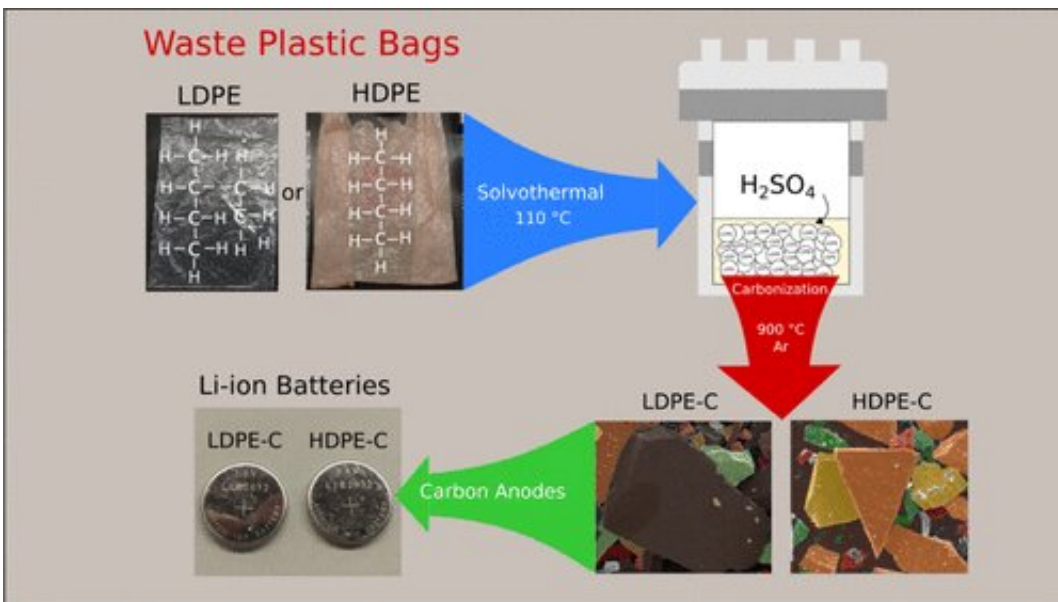 Waste Plastic Bags
LDPE
HDPE
or
Solvothermal
110 °C
H₂SO₄
Carbonization
900 °C
Ar
LDPE-C
HDPE-C
Carbon Anodes
Li-ion Batteries
LDPE-C
HDPE-C